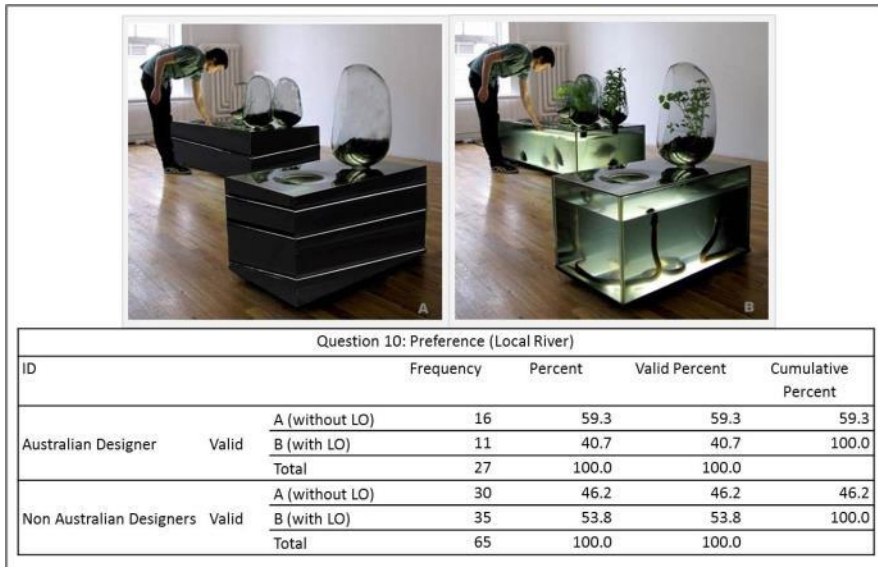 A
B
Question 10: Preference (Local River)
ID Frequency Percent Valid Percent Cumulative Percent
Australian Designer Valid A (without LO) 16 59.3 59.3 59.3
B (with LO) 11 40.7 40.7 100.0
Total 27 100.0 100.0
Non Australian Designers Valid A (without LO) 30 46.2 46.2 46.2
B (with LO) 35 53.8 53.8 100.0
Total 65 100.0 100.0